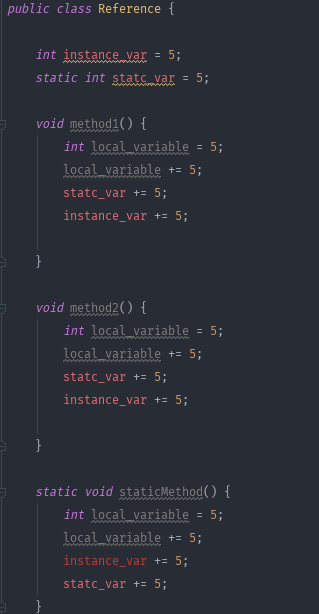 public class Reference {
int instance_var = 5;
static int statc_var = 5;
void method1() {
int local_variable = 5;
local_variable += 5;
statc_var += 5;
instance_var += 5;
}
void method2() {
int local_variable = 5;
local_variable += 5;
statc_var += 5;
instance_var += 5;
}
static void staticMethod() {
int local_variable = 5;
local_variable += 5;
instance_var += 5;
statc_var += 5;
}